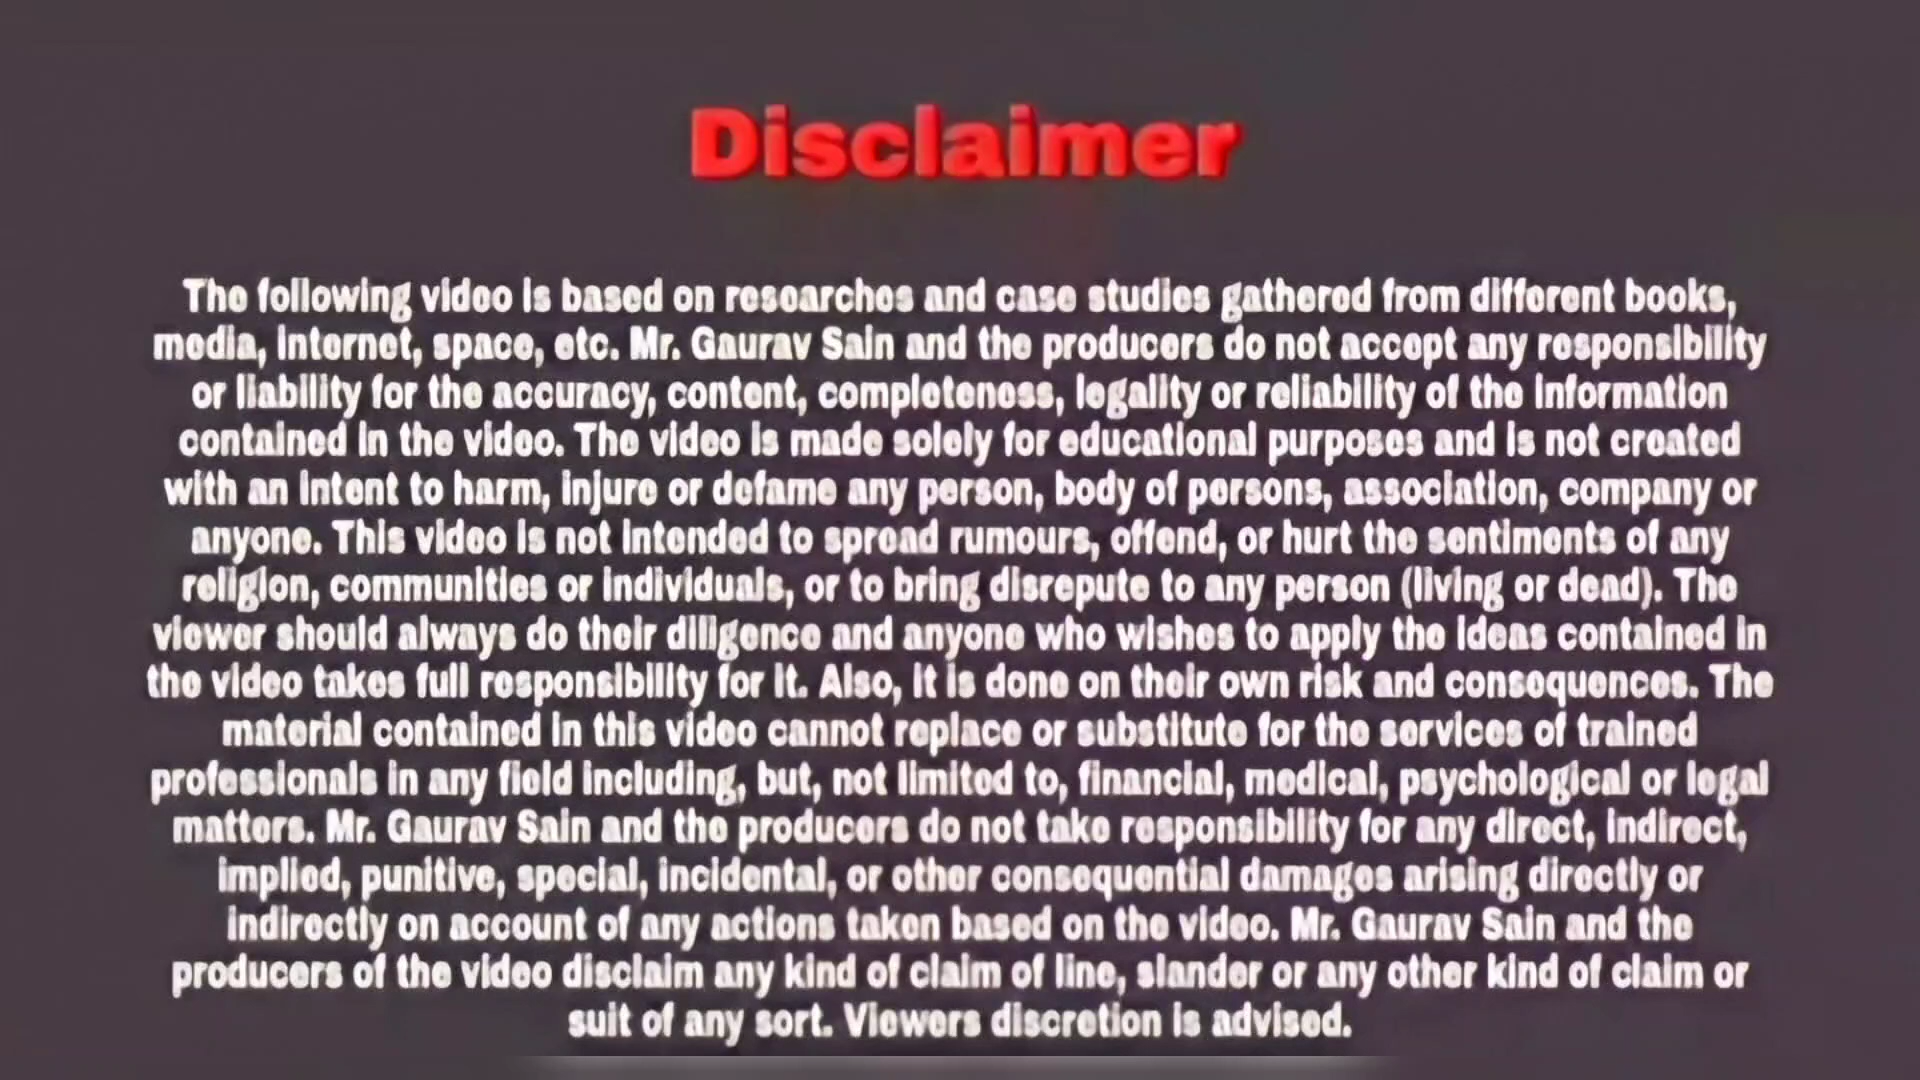 Disclaimer
The following video is based on researches and case studies gathered from different books,
media, internet, space, etc. Mr. Gaurav Sain and the producers do not accept any responsibility
or liability for the accuracy, content, completeness, legality or reliability of the information
contained in the video. The video is made solely for educational purposes and is not created
with an intent to harm, injure or defame any person, body of persons, association, company or
anyone. This video is not intended to spread rumours, offend, or hurt the sentiments of any
religion, communities or individuals, or to bring disrepute to any person (living or dead). The
viewer should always do their diligence and anyone who wishes to apply the ideas contained in
the video takes full responsibility for it. Also, it is done on their own risk and consequences. The
material contained in this video cannot replace or substitute for the services of trained
professionals in any field including, but, not limited to, financial, medical, psychological or legal
matters. Mr. Gaurav Sain and the producers do not take responsibility for any direct, indirect,
implied, punitive, special, incidental, or other consequential damages arising directly or
indirectly on account of any actions taken based on the video. Mr. Gaurav Sain and the
producers of the video disclaim any kind of claim of line, slander or any other kind of claim or
suit of any sort. Viewers discretion is advised.